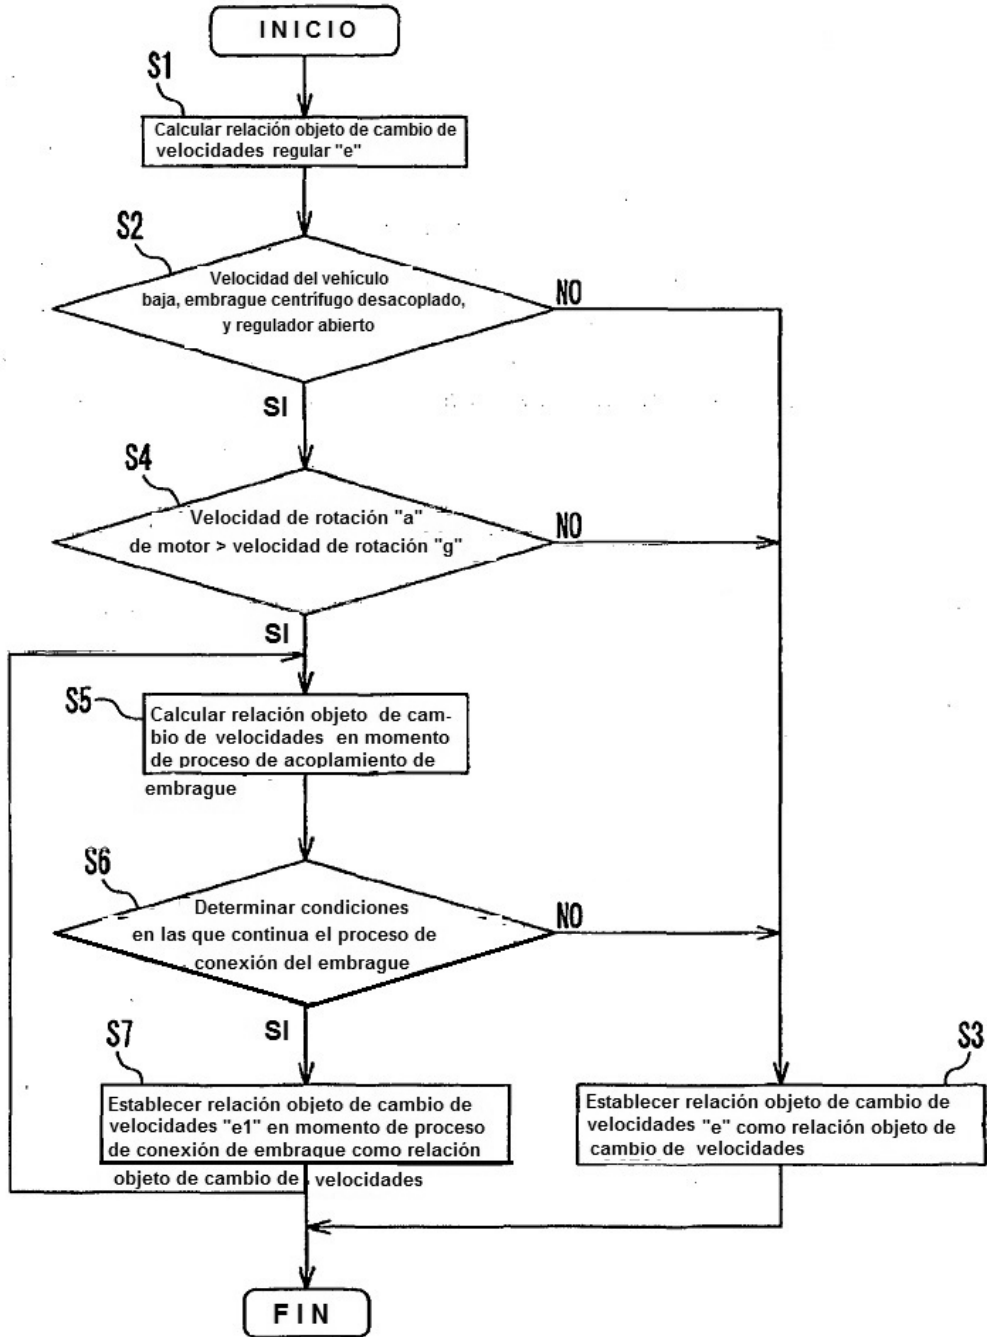 INICIO
S1
Calcular relación objeto de cambio de
velocidades regular "e"
S2
Velocidad del vehículo
baja, embrague centrífugo desacoplado,
y regulador abierto
NO
SI
S4
Velocidad de rotación "a"
de motor > velocidad de rotación "g"
NO
SI
S5
Calcular relación objeto de cam-
bio de velocidades en momento
de proceso de acoplamiento de
embrague
S6
Determinar condiciones
en las que continua el proceso de
conexión del embrague
NO
SI
S7
Establecer relación objeto de cambio de
velocidades "e1" en momento de proceso
de conexión de embrague como relación
objeto de cambio de velocidades
S3
Establecer relación objeto de cambio de
velocidades "e" como relación objeto de
cambio de velocidades
FIN